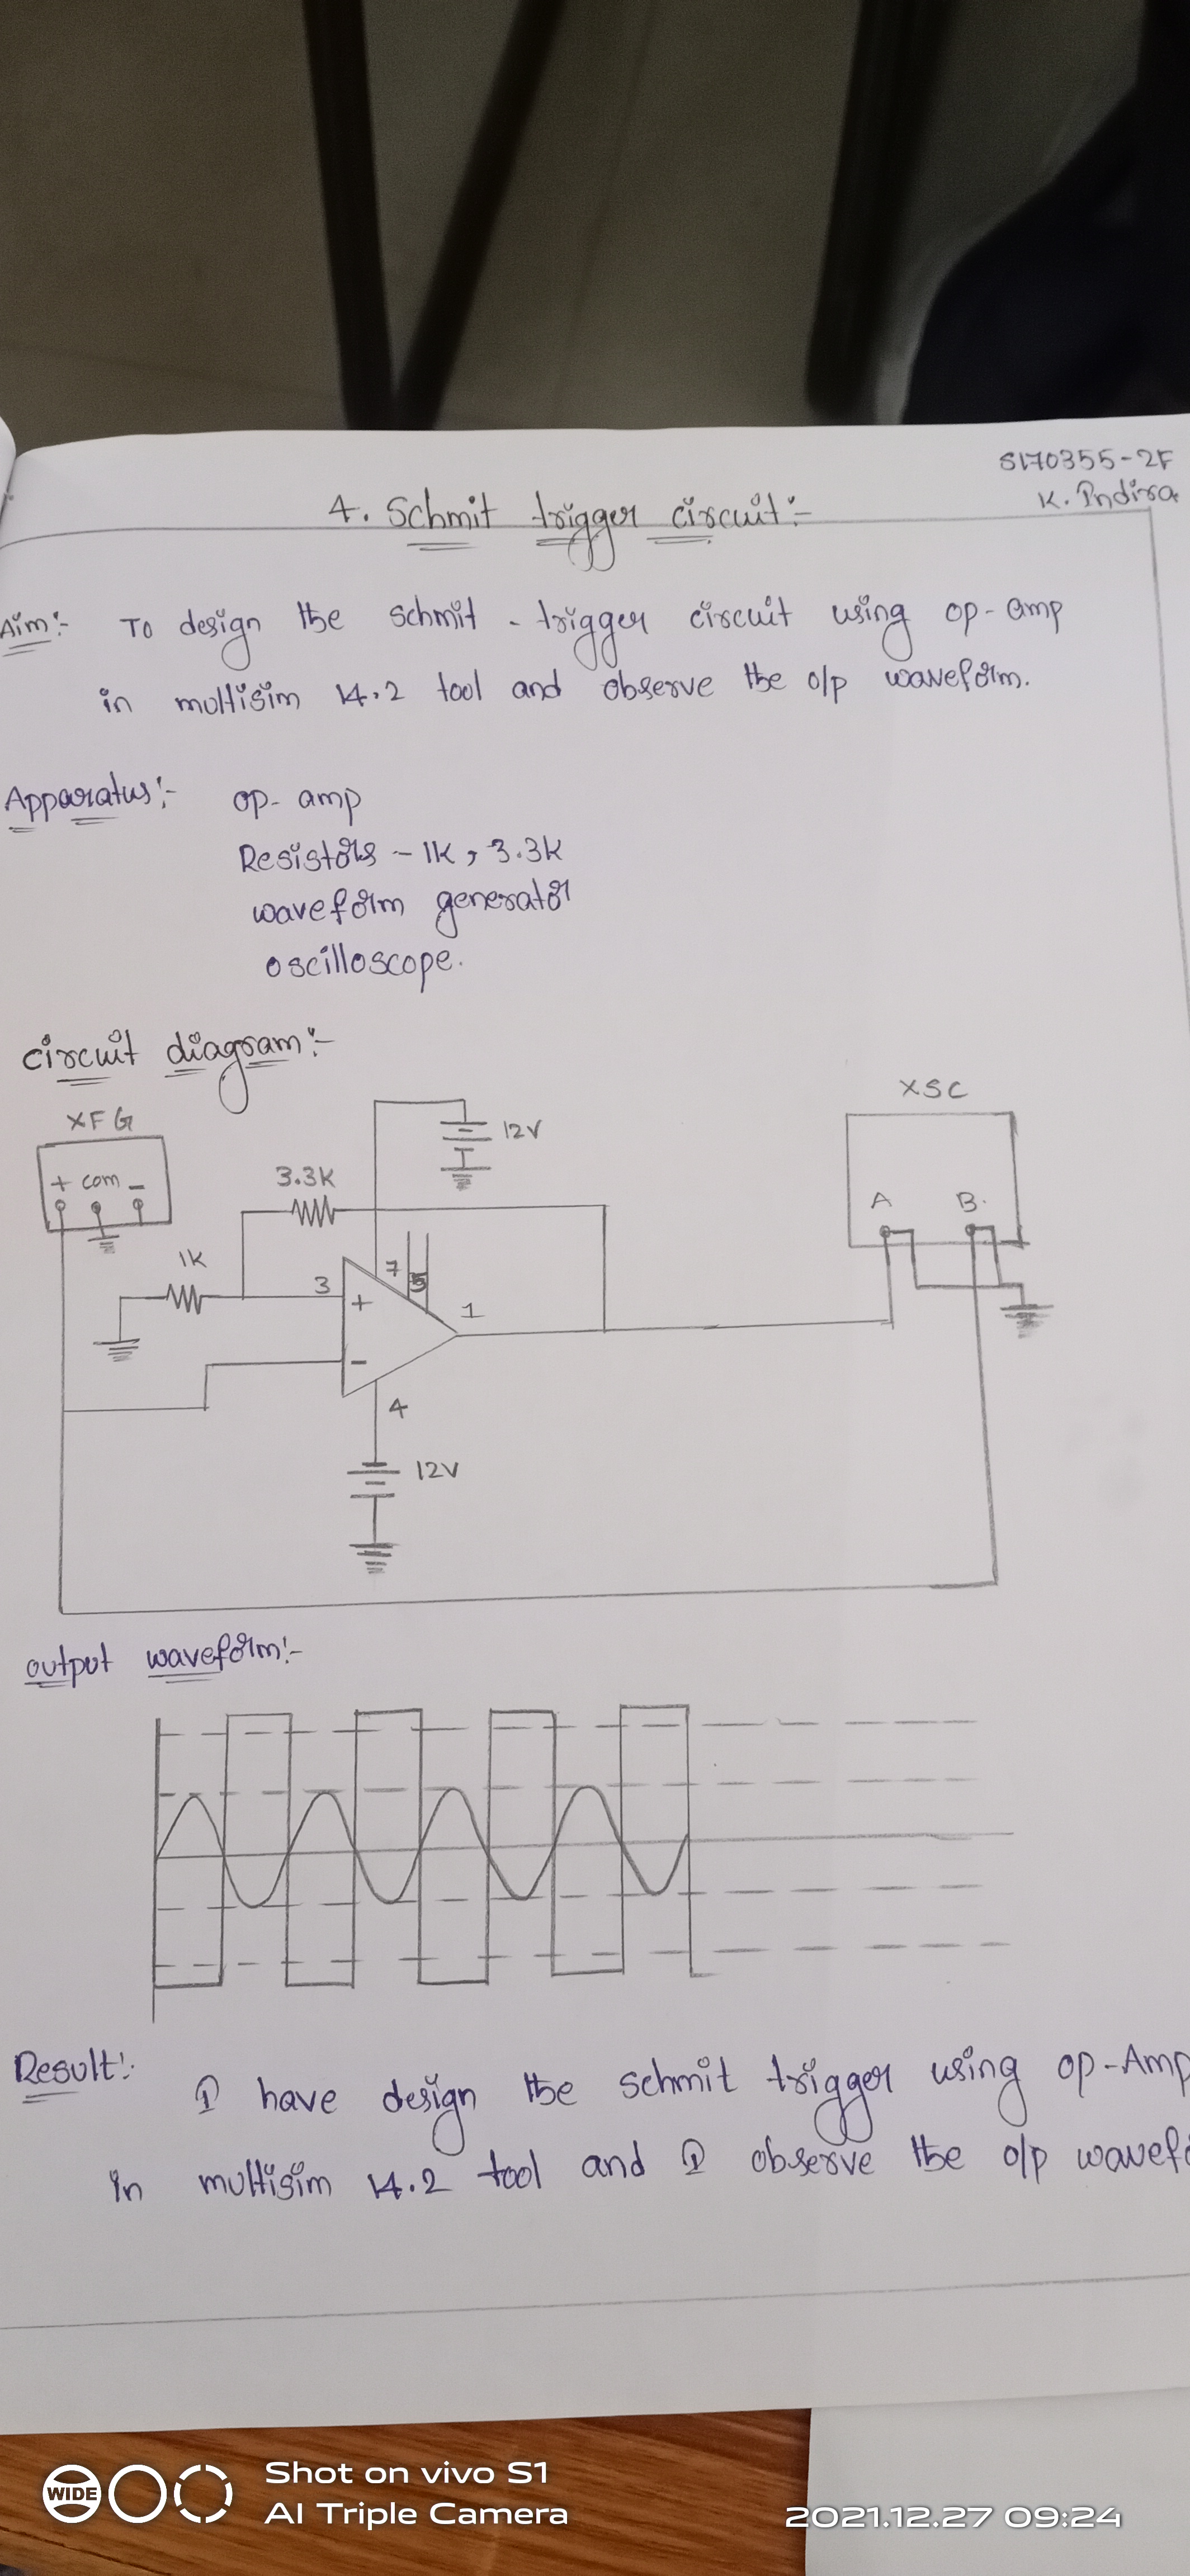 S170355-2F
K. Indira
4. Schmit trigger circuit:-
Aim:- To design the schmit - trigger circuit using op-amp
in multisim 14.2 tool and observe the o/p waveform.
Apparatus:- op-amp
Resistors - 1K, 3.3K
waveform generator
oscilloscope.
circuit diagram:-
XFG
+ com -
XSC
A B
12V
3.3K
1K
3
7
5
1
+
-
4
12V
output waveform:-
Result:- I have design the schmit trigger using op-Amp
in multisim 14.2 tool and I observe the o/p wavefo
WIDE
Shot on vivo S1
AI Triple Camera
2021.12.27 09:24